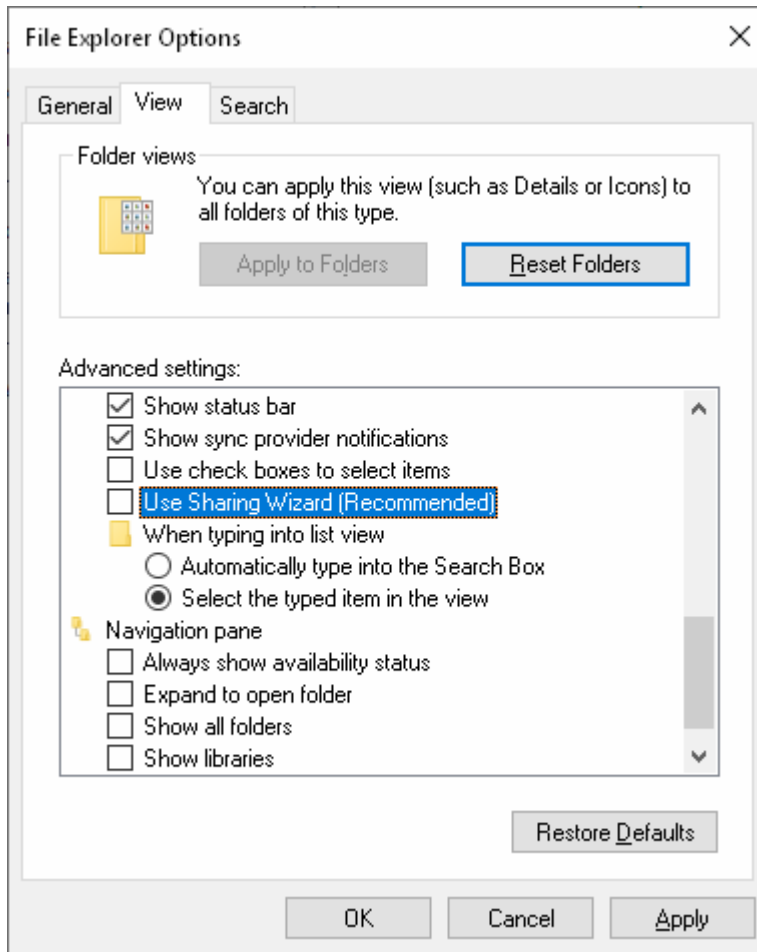 File Explorer Options
General View Search
Folder views
You can apply this view (such as Details or Icons) to
all folders of this type.
Apply to Folders Reset Folders
Advanced settings:
Show status bar
Show sync provider notifications
Use check boxes to select items
Use Sharing Wizard (Recommended)
When typing into list view
Automatically type into the Search Box
Select the typed item in the view
Navigation pane
Always show availability status
Expand to open folder
Show all folders
Show libraries
Restore Defaults
OK Cancel Apply